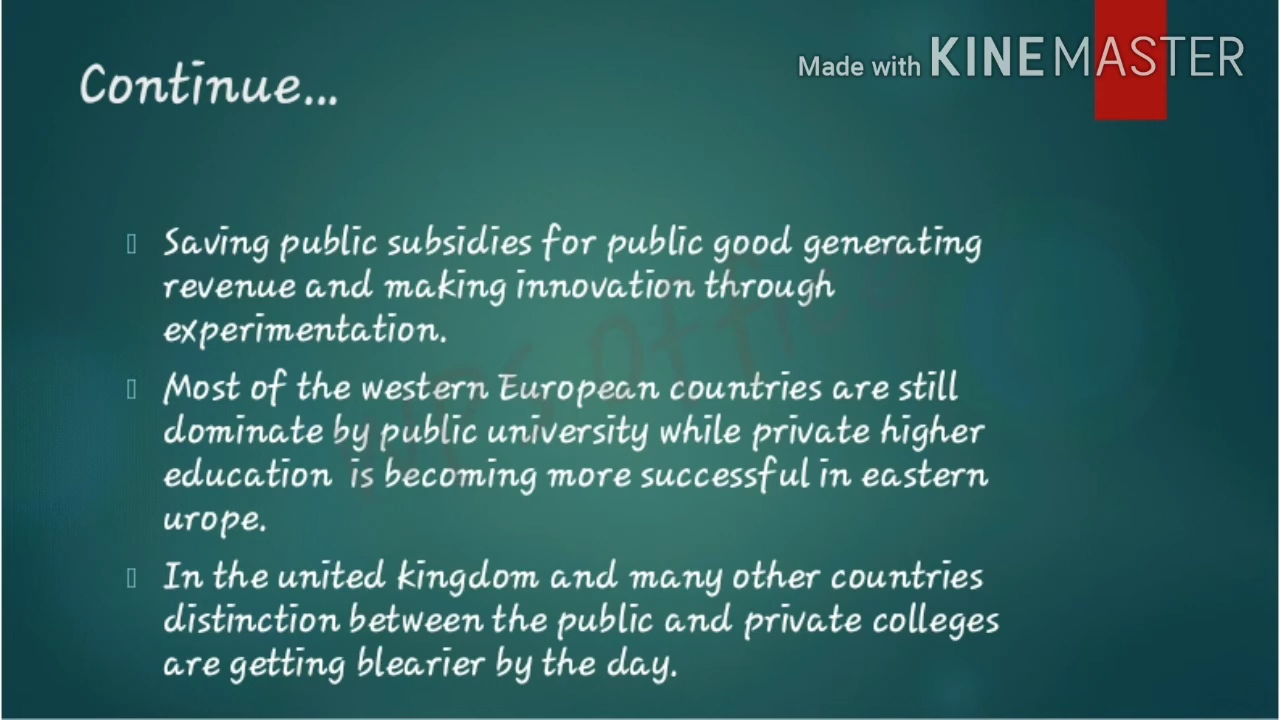 Made with KINEMASTER
Continue...
Saving public subsidies for public good generating
revenue and making innovation through
experimentation.
Most of the western European countries are still
dominate by public university while private higher
education is becoming more successful in eastern
urope.
In the united kingdom and many other countries
distinction between the public and private colleges
are getting blearier by the day.